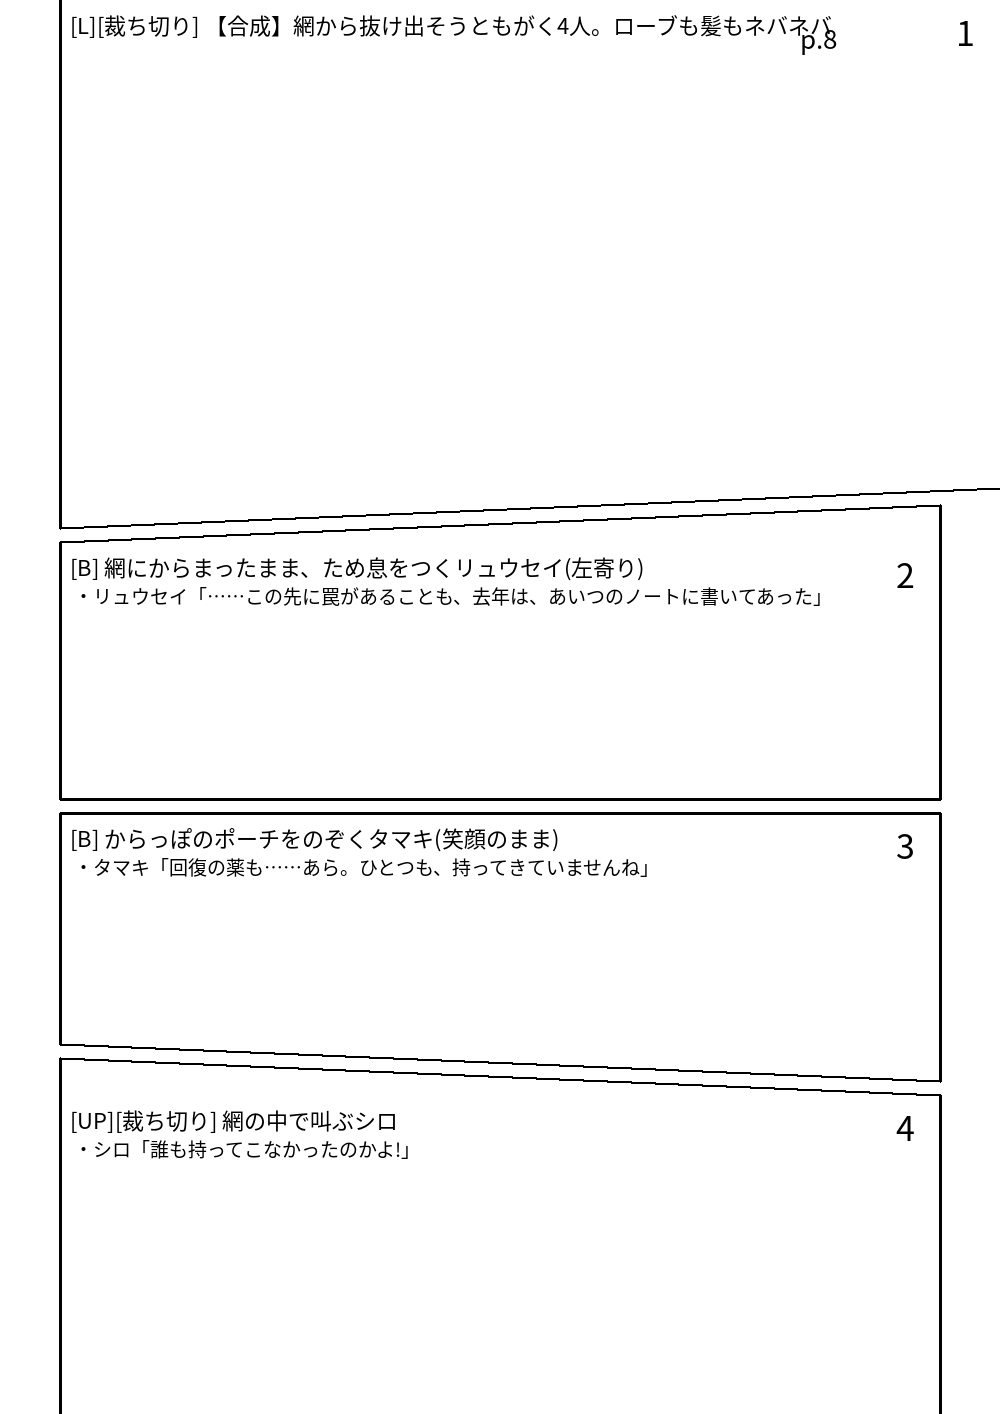 [L][裁ち切り] 【合成】網から抜け出そうともがく4人。ローブも髪もネバネバ
p.8
1
[B] 網にからまったまま、ため息をつくリュウセイ(左寄り)
2
・リュウセイ「……この先に罠があることも、去年は、あいつのノートに書いてあった」
[B] からっぽのポーチをのぞくタマキ(笑顔のまま)
3
・タマキ「回復の薬も……あら。ひとつも、持ってきていませんね」
[UP][裁ち切り] 網の中で叫ぶシロ
4
・シロ「誰も持ってこなかったのかよ!」